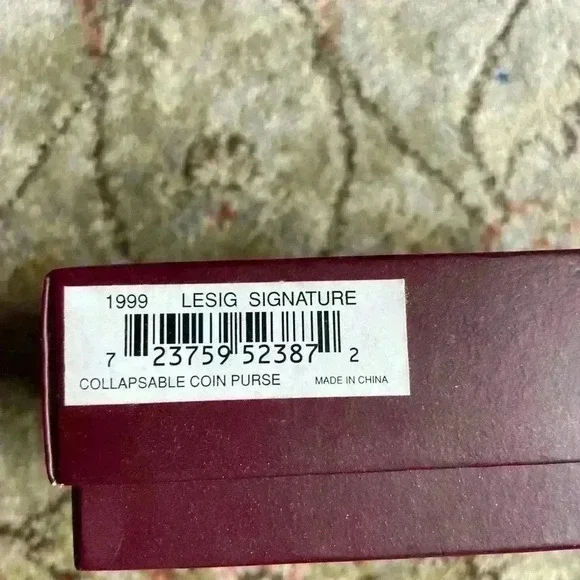 1999 LESIG SIGNATURE
7 23759 52387 2
COLLAPSABLE COIN PURSE MADE IN CHINA